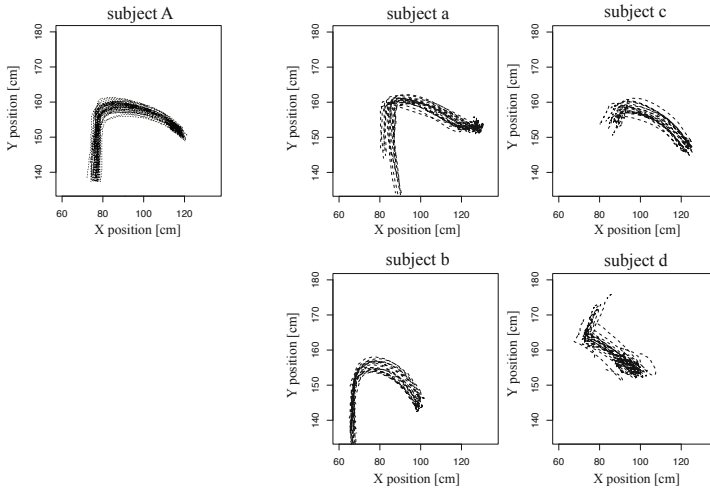 subject A
180
170
160
150
140
Y position [cm]
60 80 100 120
X position [cm]
subject a
180
170
160
150
140
Y position [cm]
60 80 100 120
X position [cm]
subject c
180
170
160
150
140
Y position [cm]
60 80 100 120
X position [cm]
subject b
180
170
160
150
140
Y position [cm]
60 80 100 120
X position [cm]
subject d
180
170
160
150
140
Y position [cm]
60 80 100 120
X position [cm]